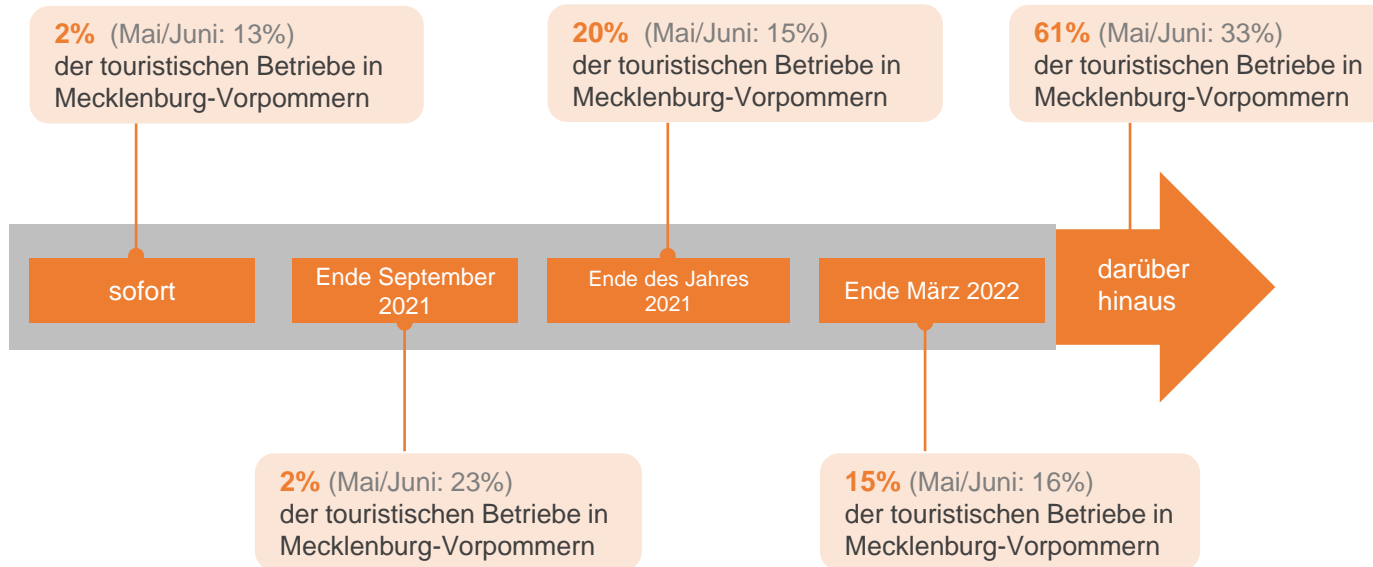 2% (Mai/Juni: 13%)
der touristischen Betriebe in
Mecklenburg-Vorpommern
20% (Mai/Juni: 15%)
der touristischen Betriebe in
Mecklenburg-Vorpommern
61% (Mai/Juni: 33%)
der touristischen Betriebe in
Mecklenburg-Vorpommern
sofort
Ende September
2021
Ende des Jahres
2021
Ende März 2022
darüber
hinaus
2% (Mai/Juni: 23%)
der touristischen Betriebe in
Mecklenburg-Vorpommern
15% (Mai/Juni: 16%)
der touristischen Betriebe in
Mecklenburg-Vorpommern